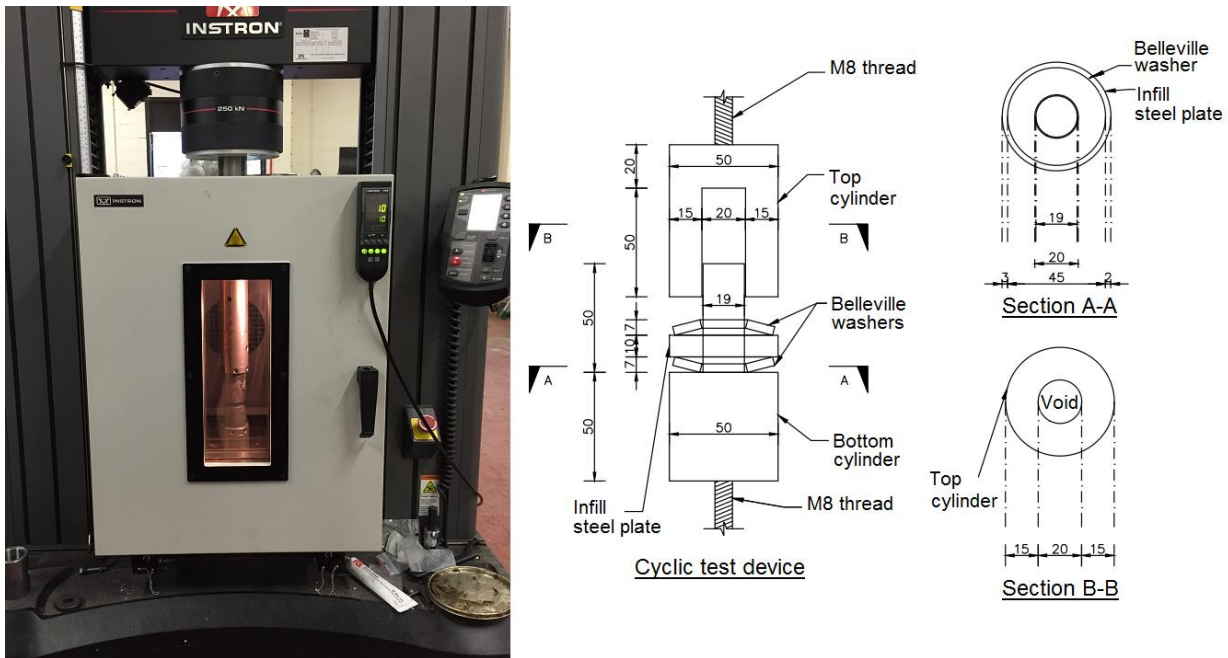 INSTRON®
250 kN
INSTRON
10
10
M8 thread
20
50
Top
cylinder
15
20
15
50
B
B
50
19
Belleville
washers
7
10
7
A
A
50
50
Bottom
cylinder
Infill
steel plate
M8 thread
Cyclic test device
Belleville
washer
Infill
steel plate
19
20
3
45
2
Section A-A
Void
Top
cylinder
15
20
15
Section B-B